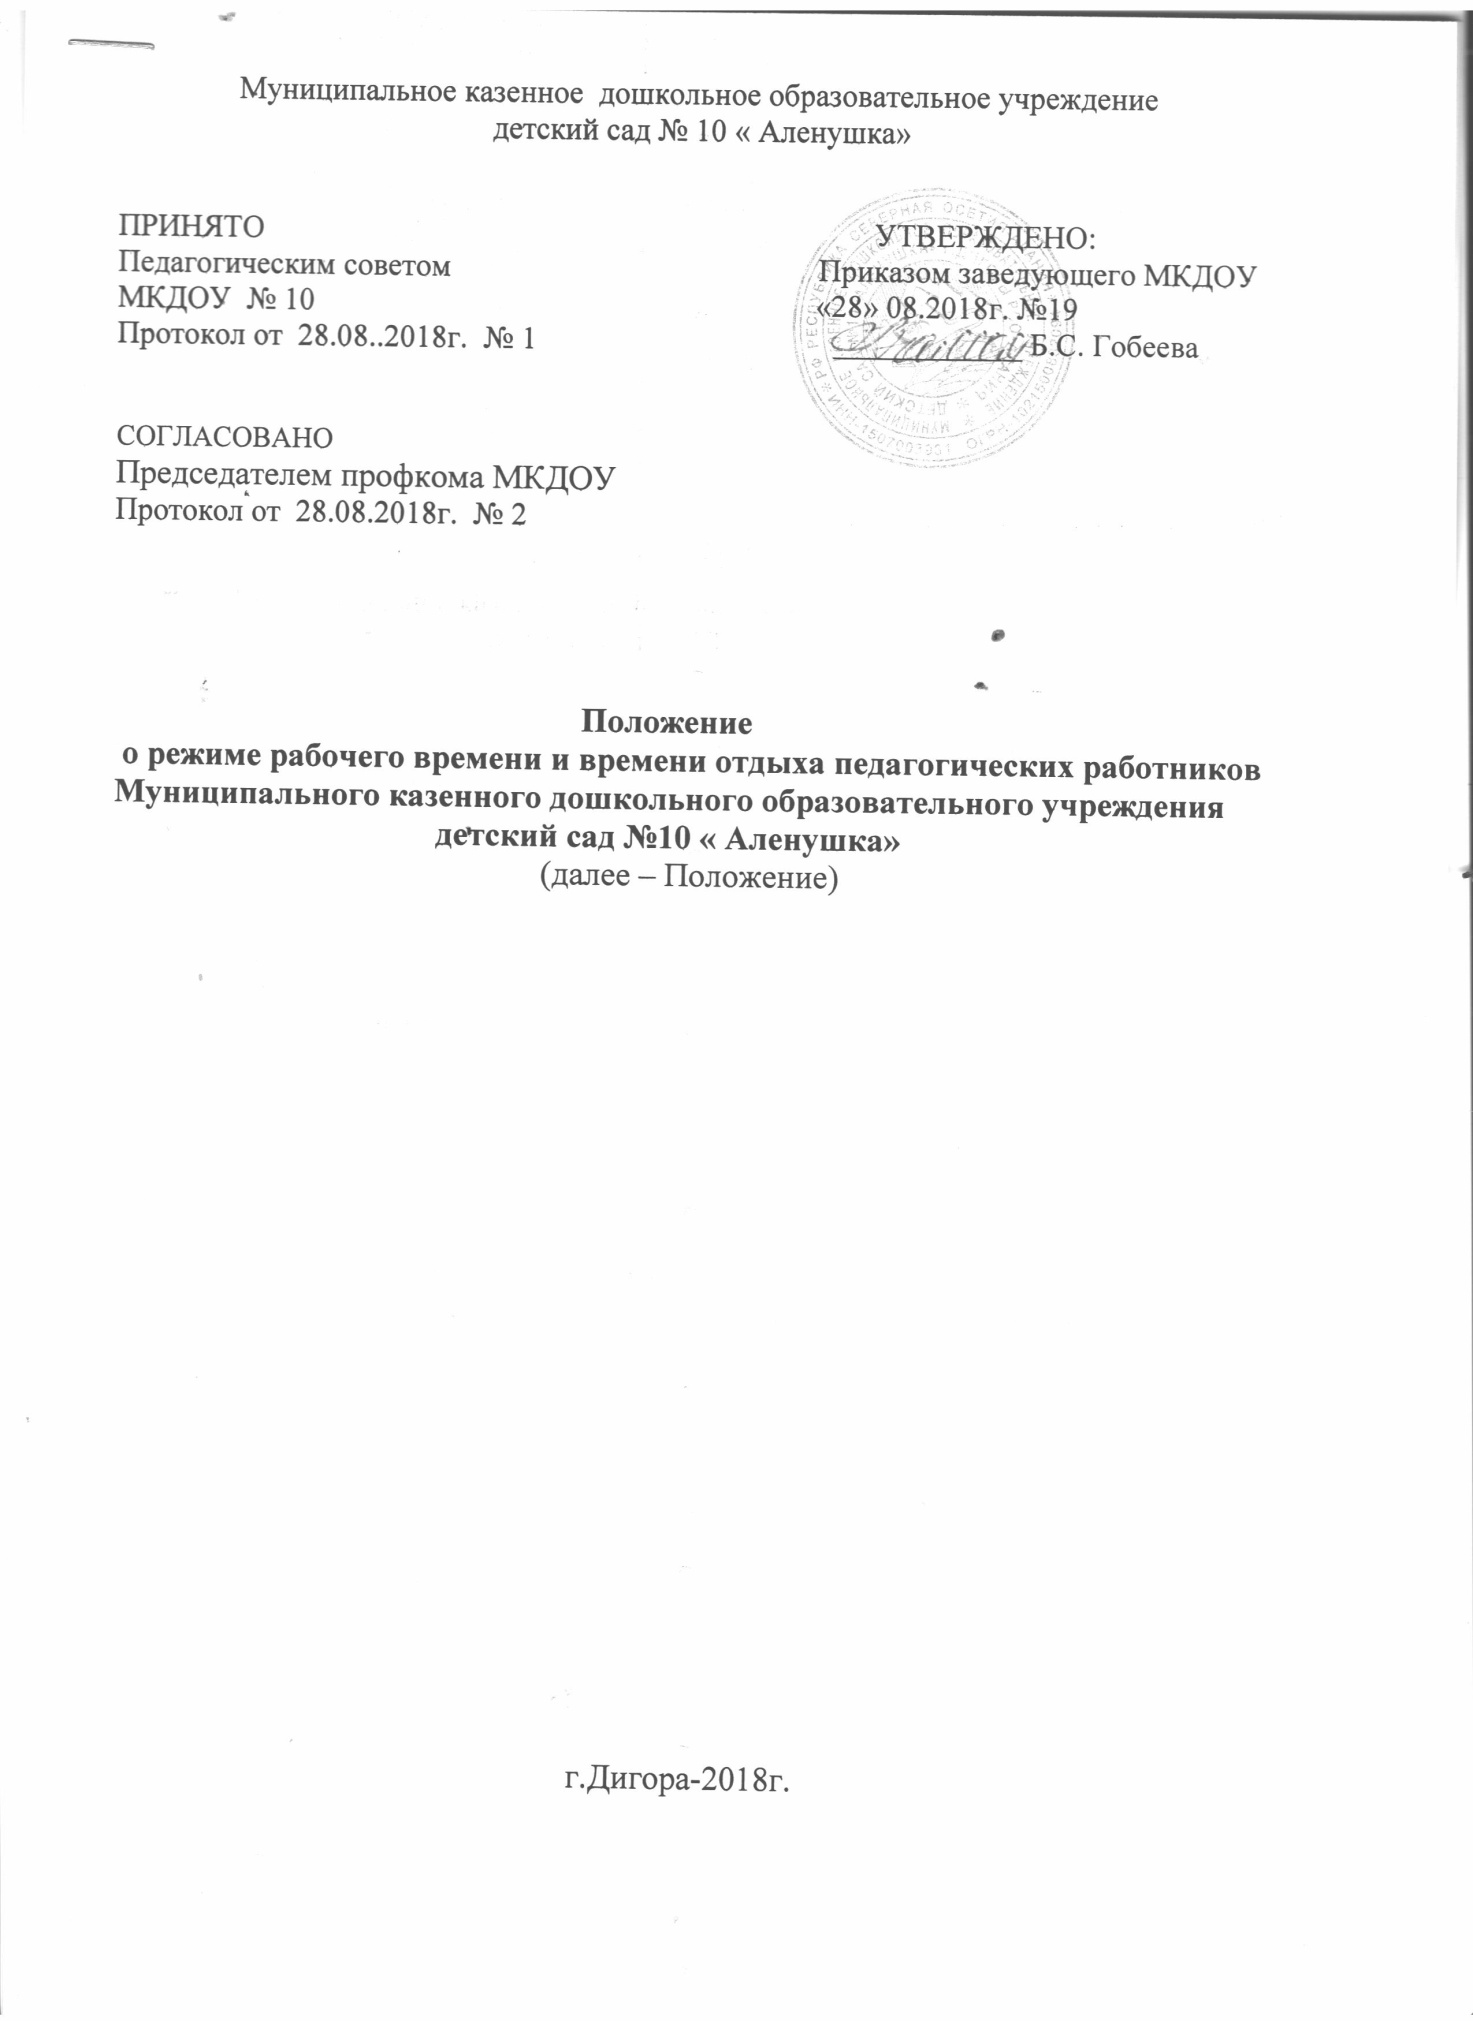 Муниципальное казенное дошкольное образовательное учреждение
детский сад № 10 « Аленушка»
ПРИНЯТО
Педагогическим советом
МКДОУ № 10
Протокол от 28.08..2018г. № 1
УТВЕРЖДЕНО:
Приказом заведующего МКДОУ
«28» 08.2018г. №19
Б.С. Гобеева
СОГЛАСОВАНО
Председателем профкома МКДОУ
Протокол от 28.08.2018г. № 2
Положение
о режиме рабочего времени и времени отдыха педагогических работников
Муниципального казенного дошкольного образовательного учреждения
детский сад №10 « Аленушка»
(далее – Положение)
г.Дигора-2018г.